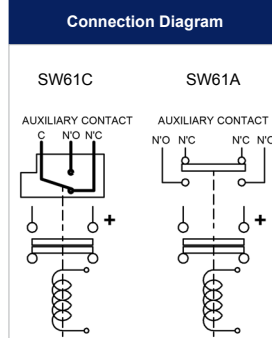 Connection Diagram
SW61C SW61A
AUXILIARY CONTACT AUXILIARY CONTACT
C N'O N'C N'O N'C N'C N'O
+ +